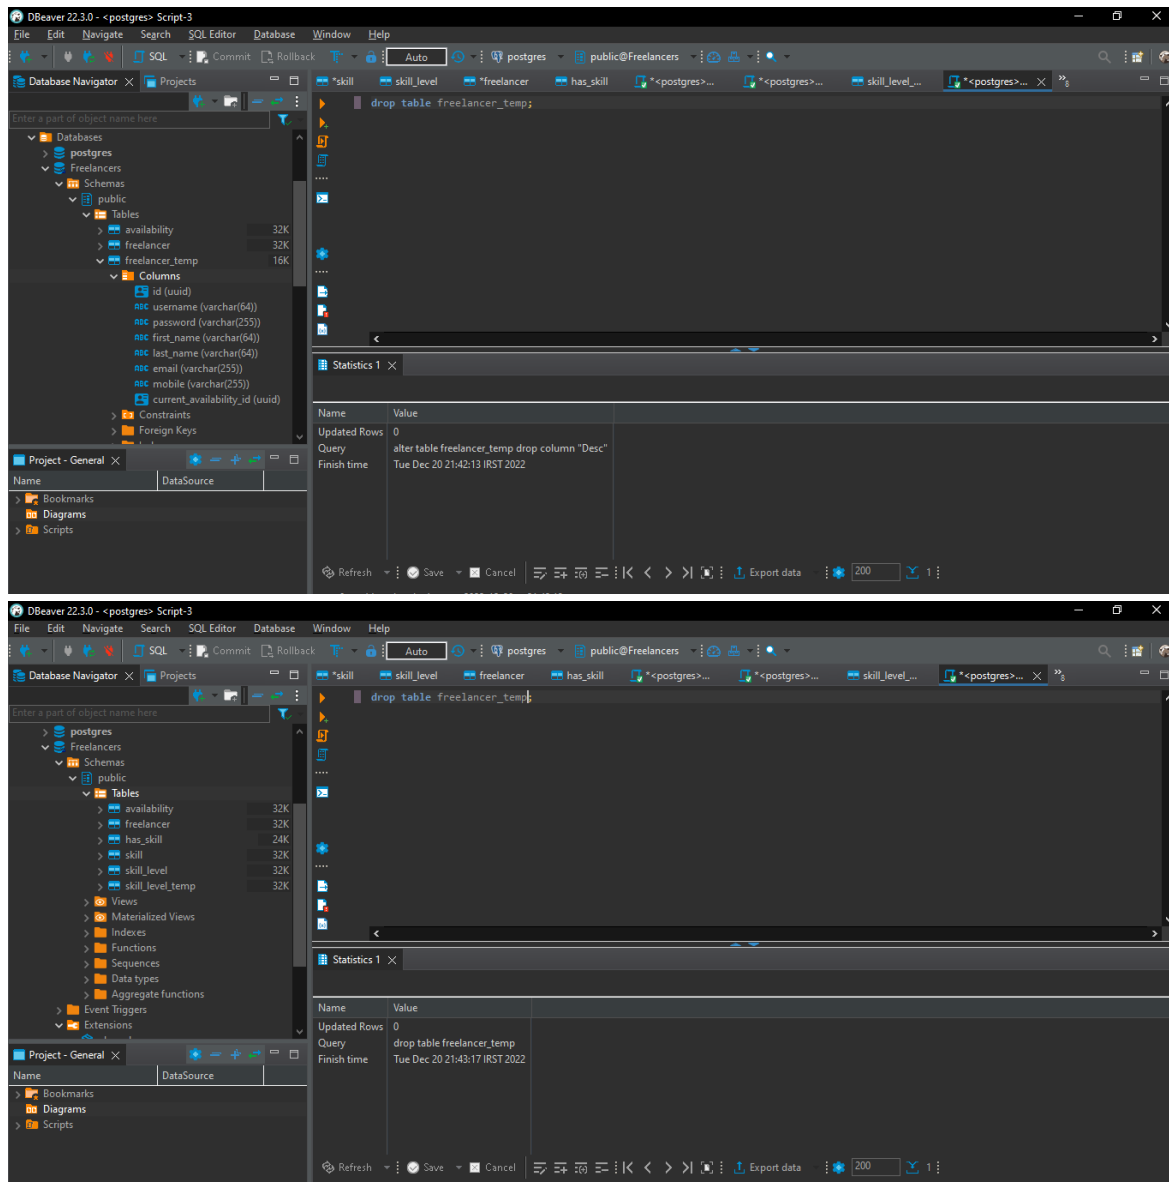 DBeaver 22.3.0 - <postgres> Script-3
File Edit Navigate Search SQL Editor Database Window Help
SQL Commit Rollback Auto postgres public@Freelancers
Database Navigator Projects
*skill skill_level *freelancer has_skill *<postgres>... *<postgres>... skill_level_... *<postgres>... »8
Enter a part of object name here
drop table freelancer_temp;
Databases
postgres
Freelancers
Schemas
public
Tables
availability 32K
freelancer 32K
freelancer_temp 16K
Columns
id (uuid)
ABC username (varchar(64))
ABC password (varchar(255))
ABC first_name (varchar(64))
ABC last_name (varchar(64))
ABC email (varchar(255))
ABC mobile (varchar(255))
current_availability_id (uuid)
Constraints
Foreign Keys
Project - General
Name DataSource
Bookmarks
Diagrams
Scripts
Statistics 1
Name Value
Updated Rows 0
Query alter table freelancer_temp drop column "Desc"
Finish time Tue Dec 20 21:42:13 IRST 2022
Refresh Save Cancel Export data 200 1
DBeaver 22.3.0 - <postgres> Script-3
File Edit Navigate Search SQL Editor Database Window Help
SQL Commit Rollback Auto postgres public@Freelancers
Database Navigator Projects
*skill skill_level freelancer has_skill *<postgres>... *<postgres>... skill_level_... *<postgres>... »8
Enter a part of object name here
drop table freelancer_temp;
postgres
Freelancers
Schemas
public
Tables
availability 32K
freelancer 32K
has_skill 24K
skill 32K
skill_level 32K
skill_level_temp 32K
Views
Materialized Views
Indexes
Functions
Sequences
Data types
Aggregate functions
Event Triggers
Extensions
Project - General
Name DataSource
Bookmarks
Diagrams
Scripts
Statistics 1
Name Value
Updated Rows 0
Query drop table freelancer_temp
Finish time Tue Dec 20 21:43:17 IRST 2022
Refresh Save Cancel Export data 200 1